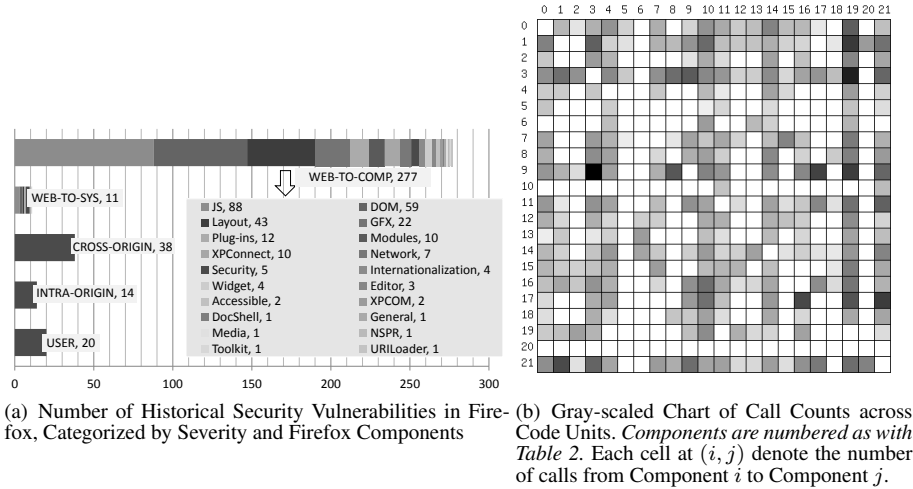 WEB-TO-COMP, 277
WEB-TO-SYS, 11
CROSS-ORIGIN, 38
INTRA-ORIGIN, 14
USER, 20
JS, 88
DOM, 59
Layout, 43
GFX, 22
Plug-ins, 12
Modules, 10
XPConnect, 10
Network, 7
Security, 5
Internationalization, 4
Widget, 4
Editor, 3
Accessible, 2
XPCOM, 2
DocShell, 1
General, 1
Media, 1
NSPR, 1
Toolkit, 1
URILoader, 1
0 50 100 150 200 250 300
(a) Number of Historical Security Vulnerabilities in Fire-
fox, Categorized by Severity and Firefox Components
0 1 2 3 4 5 6 7 8 9 10 11 12 13 14 15 16 17 18 19 20 21
0
1
2
3
4
5
6
7
8
9
10
11
12
13
14
15
16
17
18
19
20
21
(b) Gray-scaled Chart of Call Counts across
Code Units. Components are numbered as with
Table 2. Each cell at (i, j) denote the number
of calls from Component i to Component j.